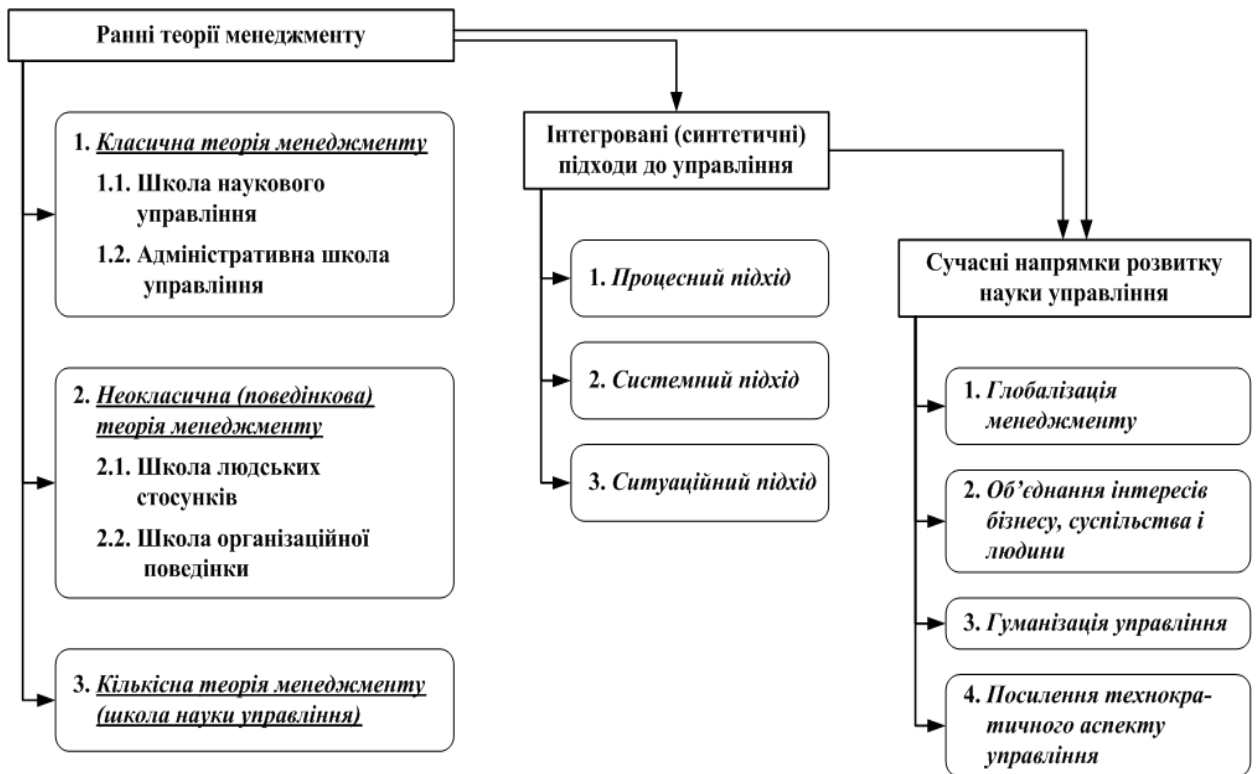 Ранні теорії менеджменту
1. Класична теорія менеджменту
1.1. Школа наукового
управління
1.2. Адміністративна школа
управління
2. Неокласична (поведінкова)
теорія менеджменту
2.1. Школа людських
стосунків
2.2. Школа організаційної
поведінки
3. Кількісна теорія менеджменту
(школа науки управління)
Інтегровані (синтетичні)
підходи до управління
1. Процесний підхід
2. Системний підхід
3. Ситуаційний підхід
Сучасні напрямки розвитку
науки управління
1. Глобалізація
менеджменту
2. Об’єднання інтересів
бізнесу, суспільства і
людини
3. Гуманізація управління
4. Посилення технокра-
тичного аспекту
управління